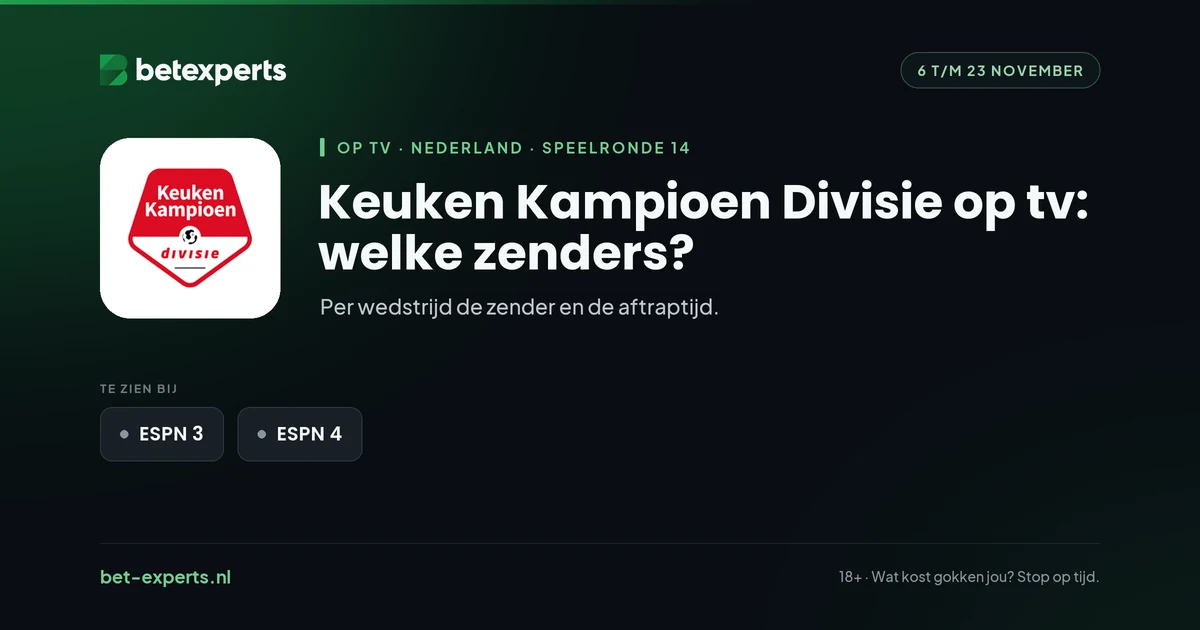 betexperts
6 T/M 23 NOVEMBER
OP TV · NEDERLAND · SPEELRONDE 14
Keuken Kampioen Divisie op tv:
welke zenders?
Per wedstrijd de zender en de aftraptijd.
Keuken
Kampioen
divisie
TE ZIEN BIJ
ESPN 3
ESPN 4
bet-experts.nl
18+ · Wat kost gokken jou? Stop op tijd.